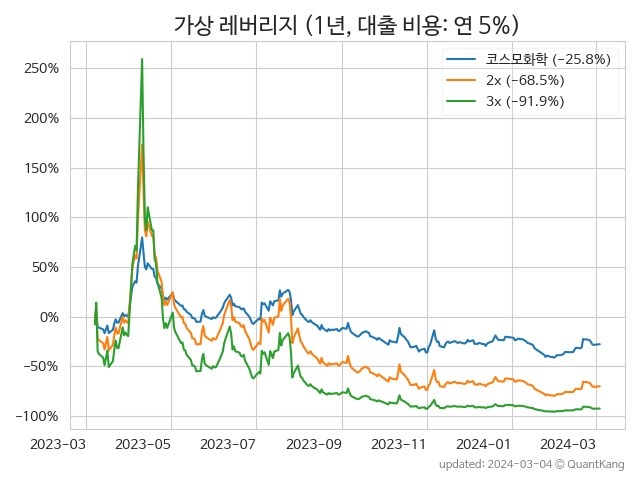 가상 레버리지 (1년, 대출 비용: 연 5%)
코스모화학 (-25.8%)
2x (-68.5%)
3x (-91.9%)
250%
200%
150%
100%
50%
0%
-50%
-100%
2023-03 2023-05 2023-07 2023-09 2023-11 2024-01 2024-03
updated: 2024-03-04 © QuantKang